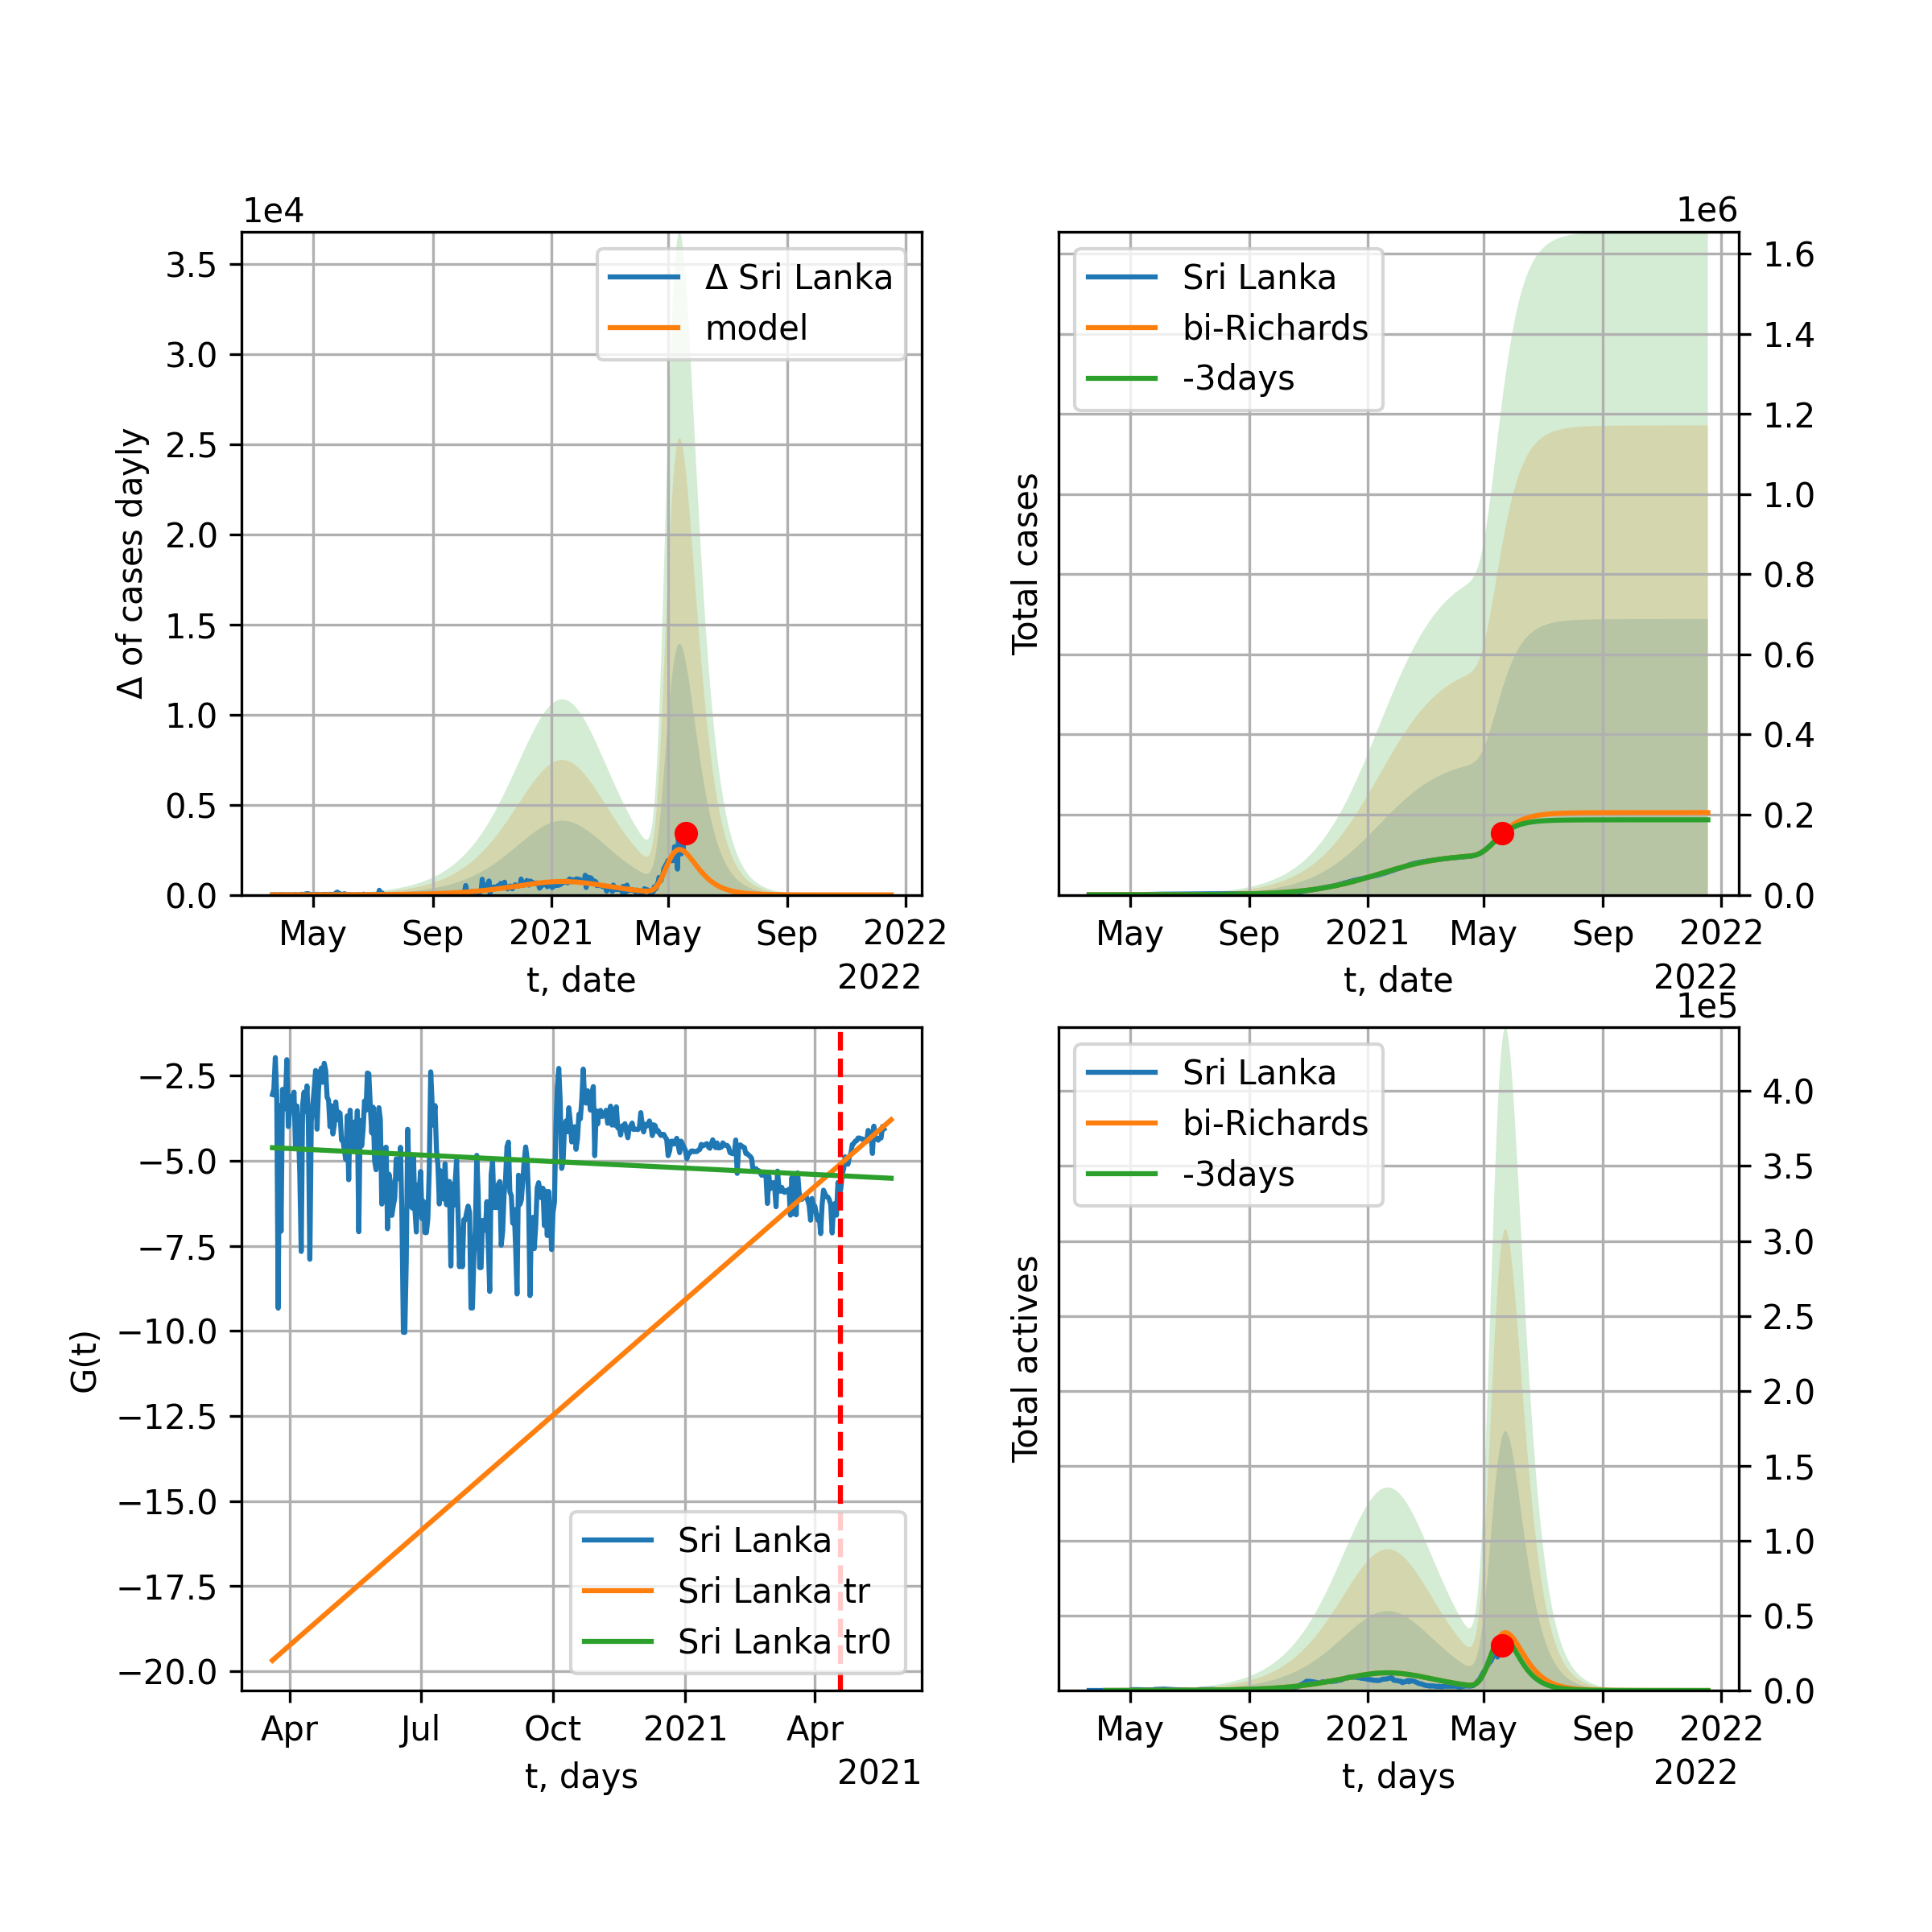 1e4
3.5
3.0
2.5
2.0
1.5
1.0
0.5
0.0
Δ of cases dayly
Δ Sri Lanka
model
May Sep 2021 May Sep 2022
t, date
2022
1e6
Sri Lanka
bi-Richards
-3days
1.6
1.4
1.2
1.0
0.8
0.6
0.4
0.2
0.0
Total cases
May Sep 2021 May Sep 2022
t, date
2022
−2.5
−5.0
−7.5
−10.0
−12.5
−15.0
−17.5
−20.0
G(t)
Sri Lanka
Sri Lanka tr
Sri Lanka tr0
Apr Jul Oct 2021 Apr
t, days
2021
1e5
Sri Lanka
bi-Richards
-3days
4.0
3.5
3.0
2.5
2.0
1.5
1.0
0.5
0.0
Total actives
May Sep 2021 May Sep 2022
t, days
2022